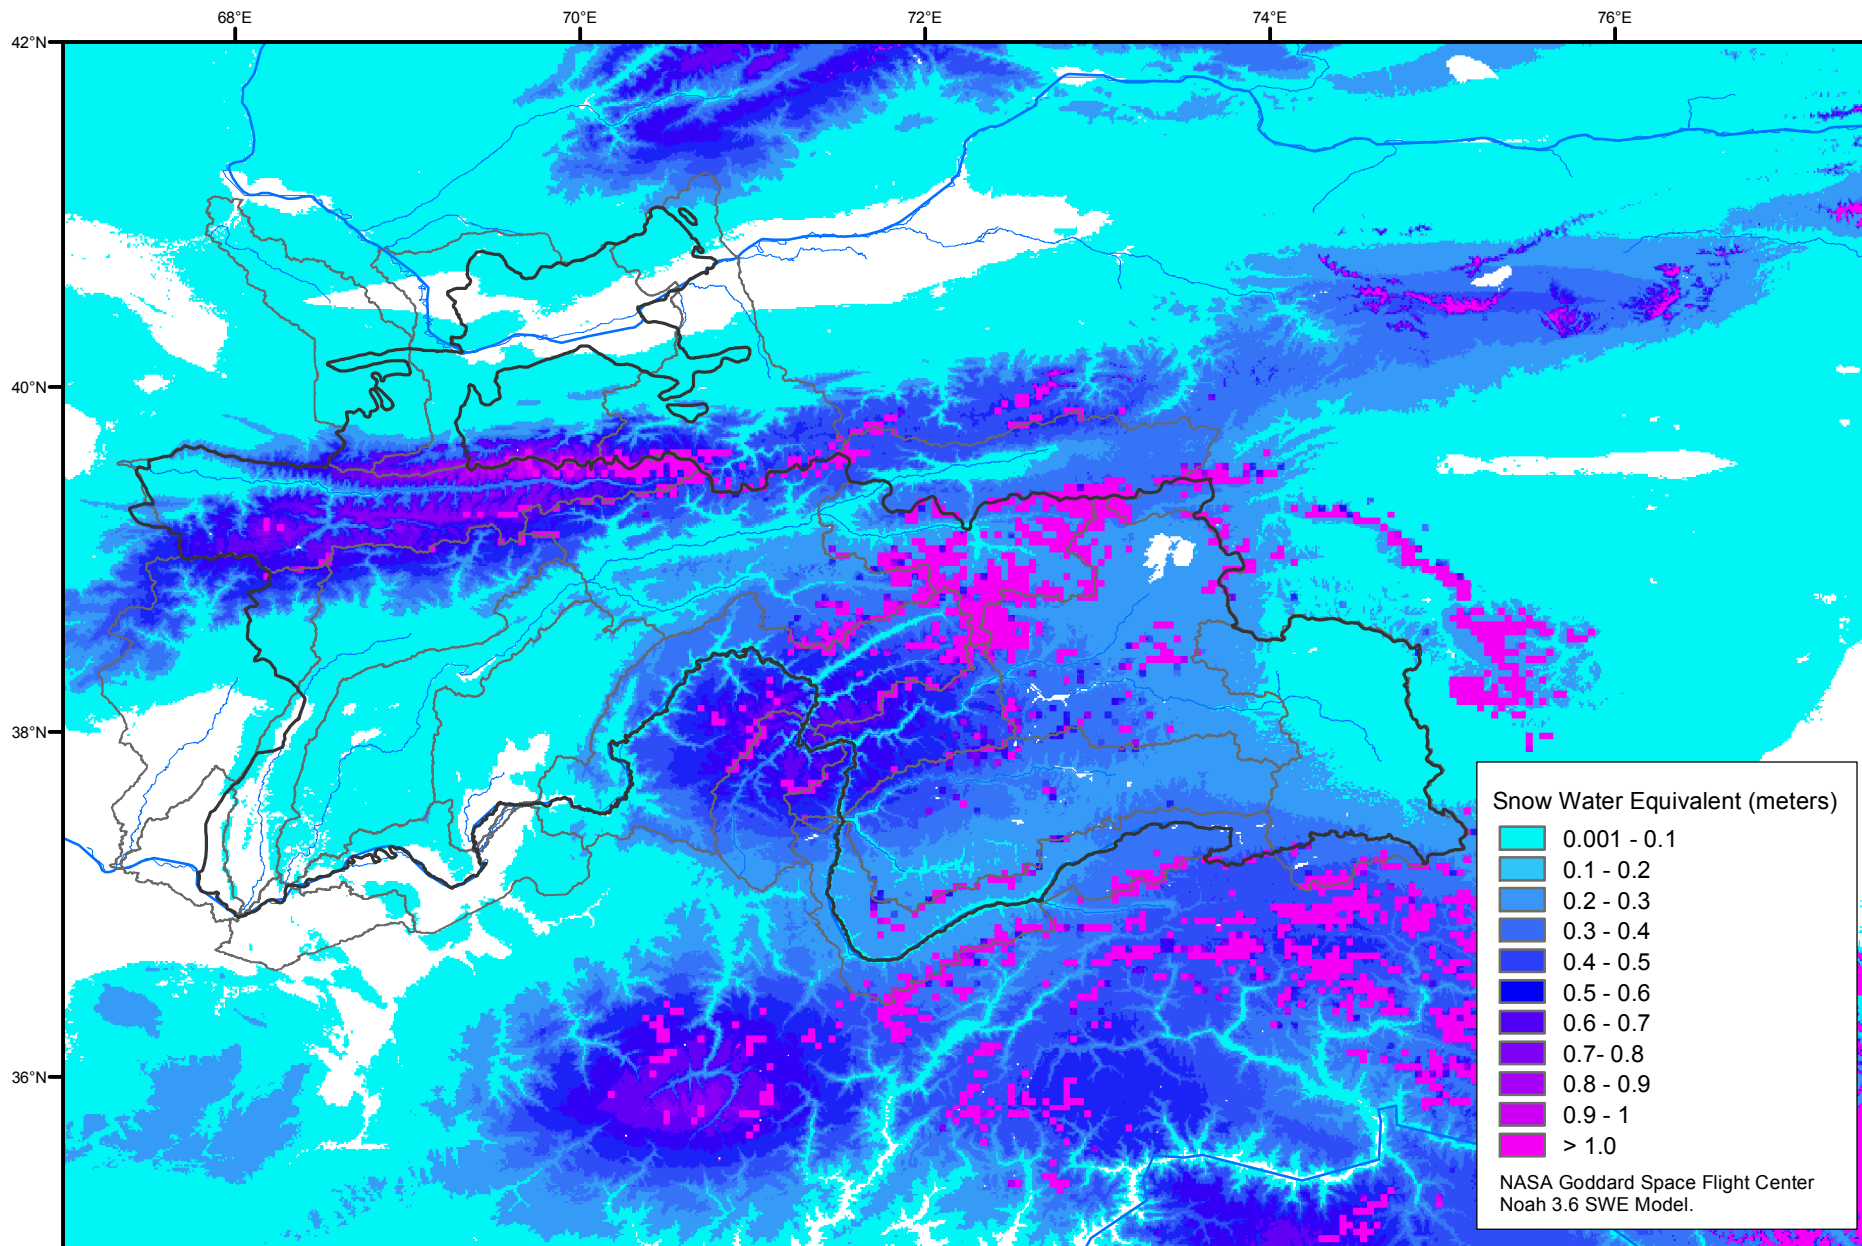 68°E 70°E 72°E 74°E 76°E
42°N
40°N
38°N
36°N
Snow Water Equivalent (meters)
0.001 - 0.1
0.1 - 0.2
0.2 - 0.3
0.3 - 0.4
0.4 - 0.5
0.5 - 0.6
0.6 - 0.7
0.7- 0.8
0.8 - 0.9
0.9 - 1
> 1.0
NASA Goddard Space Flight Center
Noah 3.6 SWE Model.